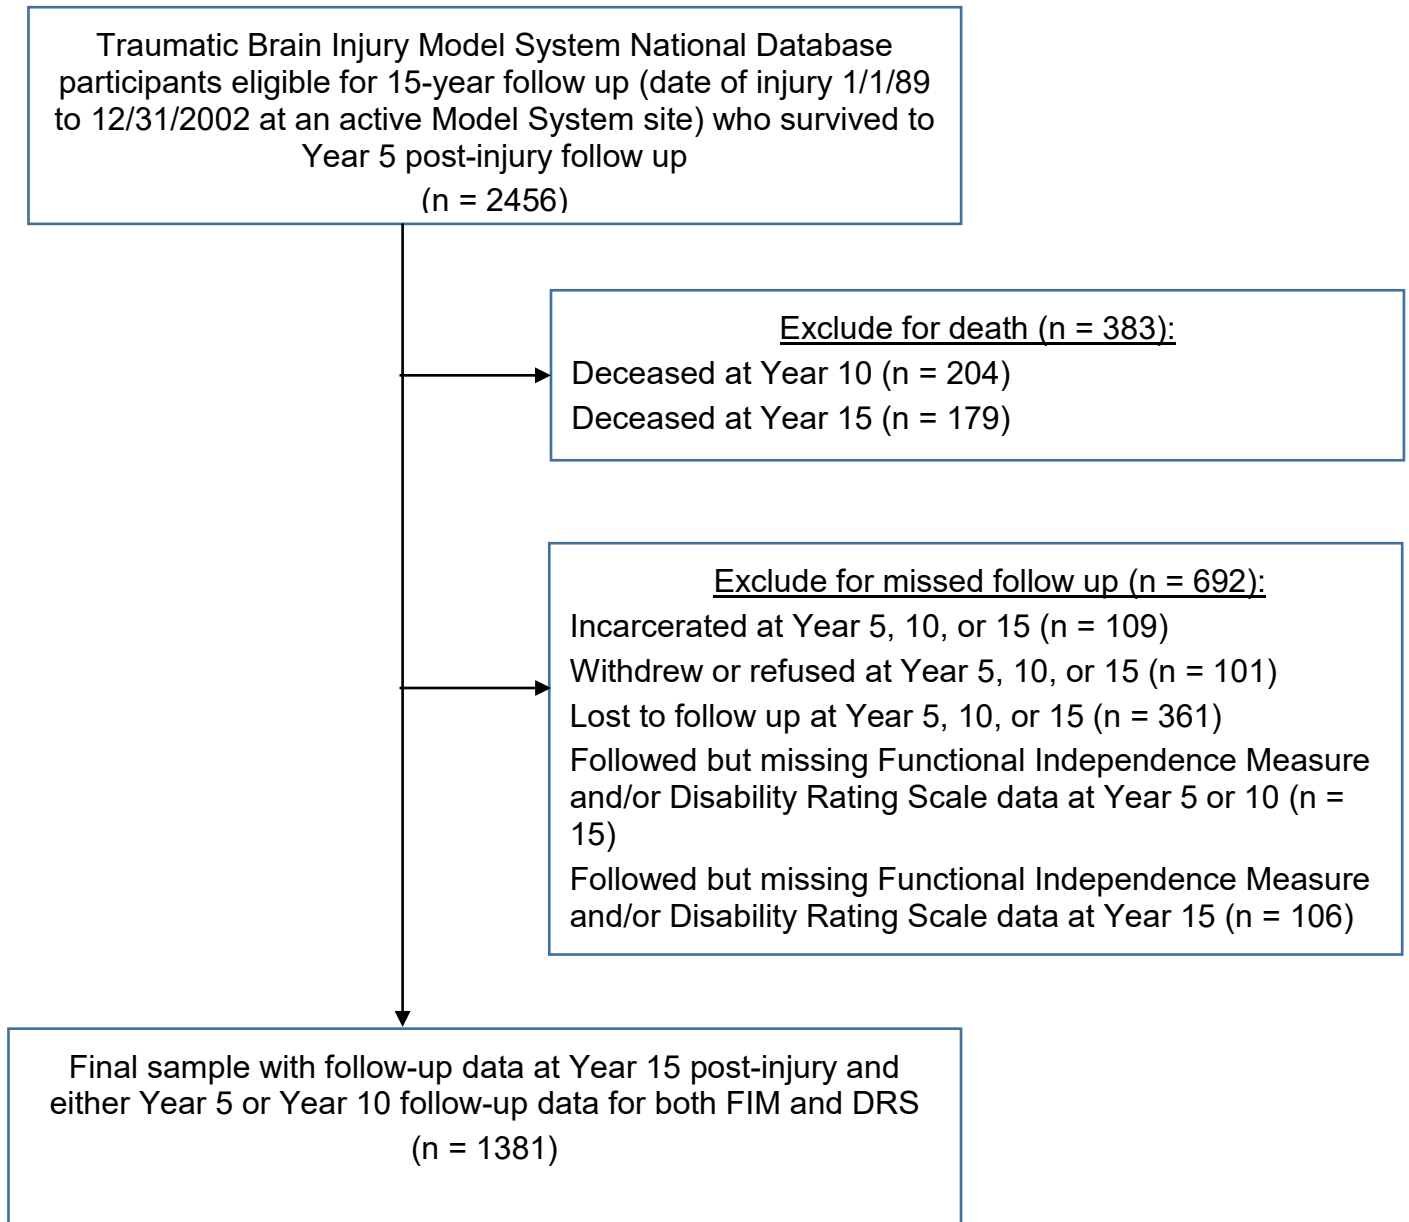 Traumatic Brain Injury Model System National Database
participants eligible for 15-year follow up (date of injury 1/1/89
to 12/31/2002 at an active Model System site) who survived to
Year 5 post-injury follow up
(n = 2456)
Exclude for death (n = 383):
Deceased at Year 10 (n = 204)
Deceased at Year 15 (n = 179)
Exclude for missed follow up (n = 692):
Incarcerated at Year 5, 10, or 15 (n = 109)
Withdrew or refused at Year 5, 10, or 15 (n = 101)
Lost to follow up at Year 5, 10, or 15 (n = 361)
Followed but missing Functional Independence Measure
and/or Disability Rating Scale data at Year 5 or 10 (n =
15)
Followed but missing Functional Independence Measure
and/or Disability Rating Scale data at Year 15 (n = 106)
Final sample with follow-up data at Year 15 post-injury and
either Year 5 or Year 10 follow-up data for both FIM and DRS
(n = 1381)